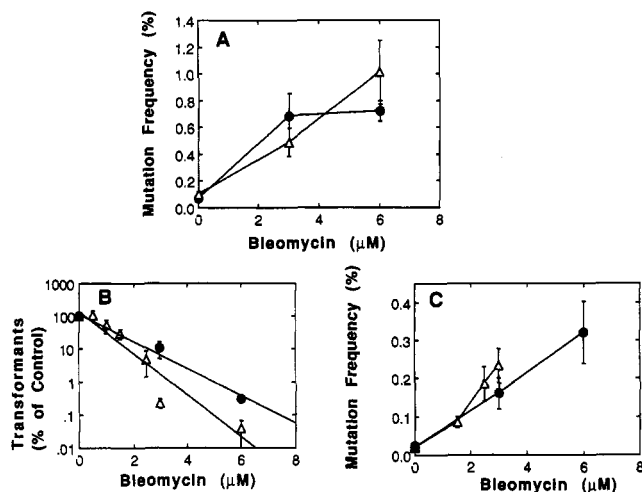 Mutation Frequency (%)
A
1.4
1.2
1.0
0.8
0.6
0.4
0.2
0.0
0 2 4 6 8
Bleomycin (μM)
Transformants
(% of Control)
B
1000
100
10
1
.1
.01
0 2 4 6 8
Bleomycin (μM)
Mutation Frequency (%)
C
0.4
0.3
0.2
0.1
0.0
0 2 4 6 8
Bleomycin (μM)